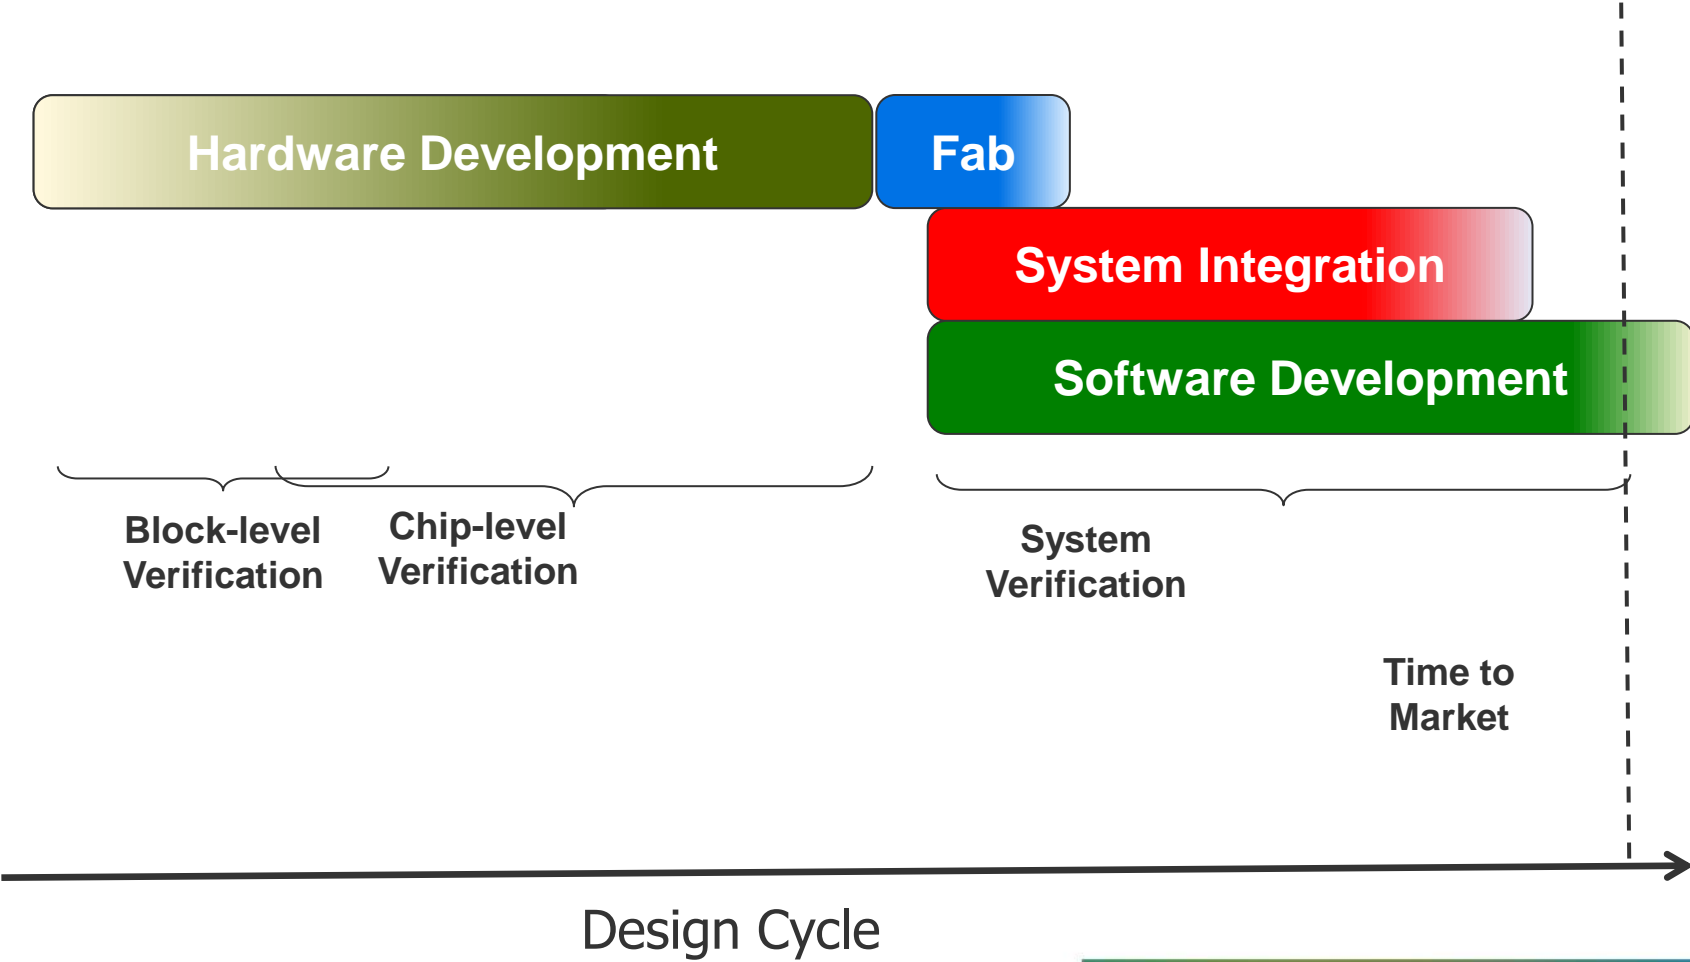 Hardware Development
Fab
System Integration
Software Development
Block-level
Verification
Chip-level
Verification
System
Verification
Time to
Market
Design Cycle